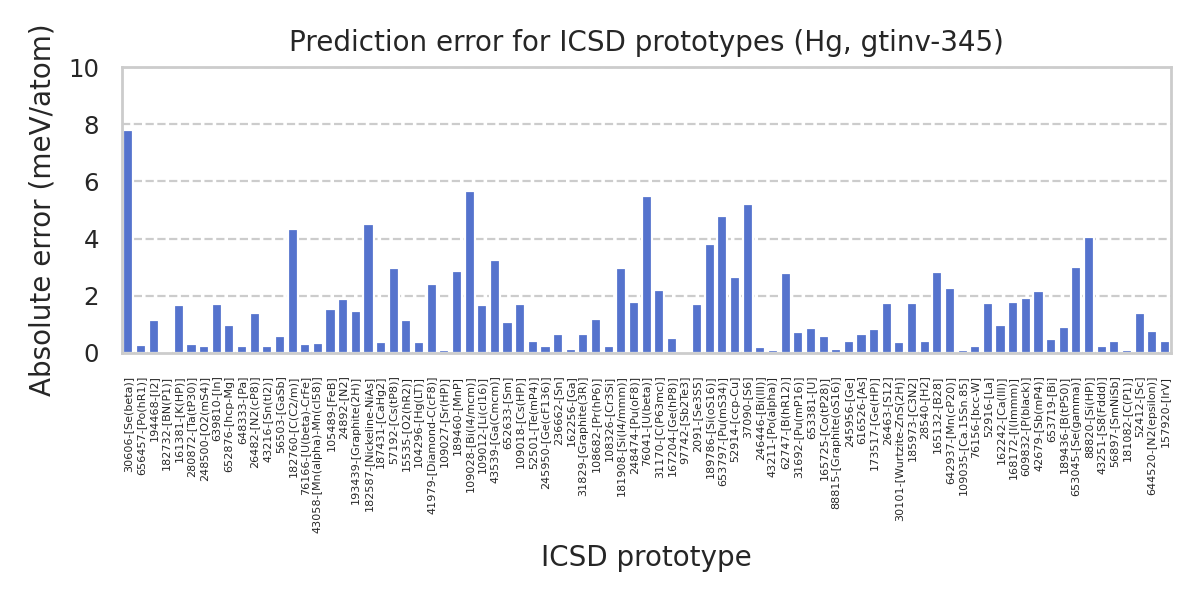 Prediction error for ICSD prototypes (Hg, gtinv-345)
Absolute error (meV/atom)
10
8
6
4
2
0
30606-[Se(beta)]
656457-[Po(hR1)]
194468-[I2]
182732-[BN(P1)]
161381-[K(HP)]
280872-[Ta(tP30)]
248500-[O2(mS4)]
639810-[In]
652876-[hcp-Mg]
648333-[Pa]
26482-[N2(cP8)]
43216-[Sn(tI2)]
5603-[GaSb]
182760-[C(C2/m)]
76166-[U(beta)-CrFe]
43058-[Mn(alpha)-Mn(cI58)]
105489-[FeB]
24892-[N2]
193439-[Graphite(2H)]
182587-[Nickeline-NiAs]
187431-[CaHg2]
57192-[Cs(tP8)]
15535-[O2(hR2)]
104296-[Hg(LT)]
41979-[Diamond-C(cF8)]
109027-[Sr(HP)]
189460-[MnP]
109028-[Bi(I4/mcm)]
109012-[Li(cI16)]
43539-[Ga(Cmcm)]
652633-[Sm]
109018-[Cs(HP)]
52501-[Te(mP4)]
245950-[Ge(cF136)]
236662-[Sn]
162256-[Ga]
31829-[Graphite(3R)]
108682-[Pr(hP6)]
108326-[Cr3Si]
181908-[Si(I4/mmm)]
248474-[Pu(oF8)]
76041-[U(beta)]
31170-[C(P63mc)]
167204-[Ge(hP8)]
97742-[Sb2Te3]
2091-[Se3S5]
189786-[Si(oS16)]
653797-[Pu(mS34)]
52914-[ccp-Cu]
37090-[S6]
246446-[Bi(III)]
43211-[Po(alpha)]
62747-[B(hR12)]
31692-[Pu(mP16)]
653381-[U]
165725-[Co(tP28)]
88815-[Graphite(oS16)]
245956-[Ge]
616526-[As]
173517-[Ge(HP)]
26463-[S12]
30101-[Wurtzite-ZnS(2H)]
185973-[C3N2]
28540-[H2]
165132-[B28]
642937-[Mn(cP20)]
109035-[Ca.15Sn.85]
76156-[bcc-W]
52916-[La]
162242-[Ga(III)]
168172-[I(Immm)]
609832-[P(black)]
42679-[Sb(mP4)]
653719-[Bi]
189436-[B(tP50)]
653045-[Se(gamma)]
88820-[Si(HP)]
432511-[S8(Fddd)]
56897-[SmNiSb]
181082-[C(P1)]
52412-[Sc]
644520-[N2(epsilon)]
157920-[IrV]
ICSD prototype